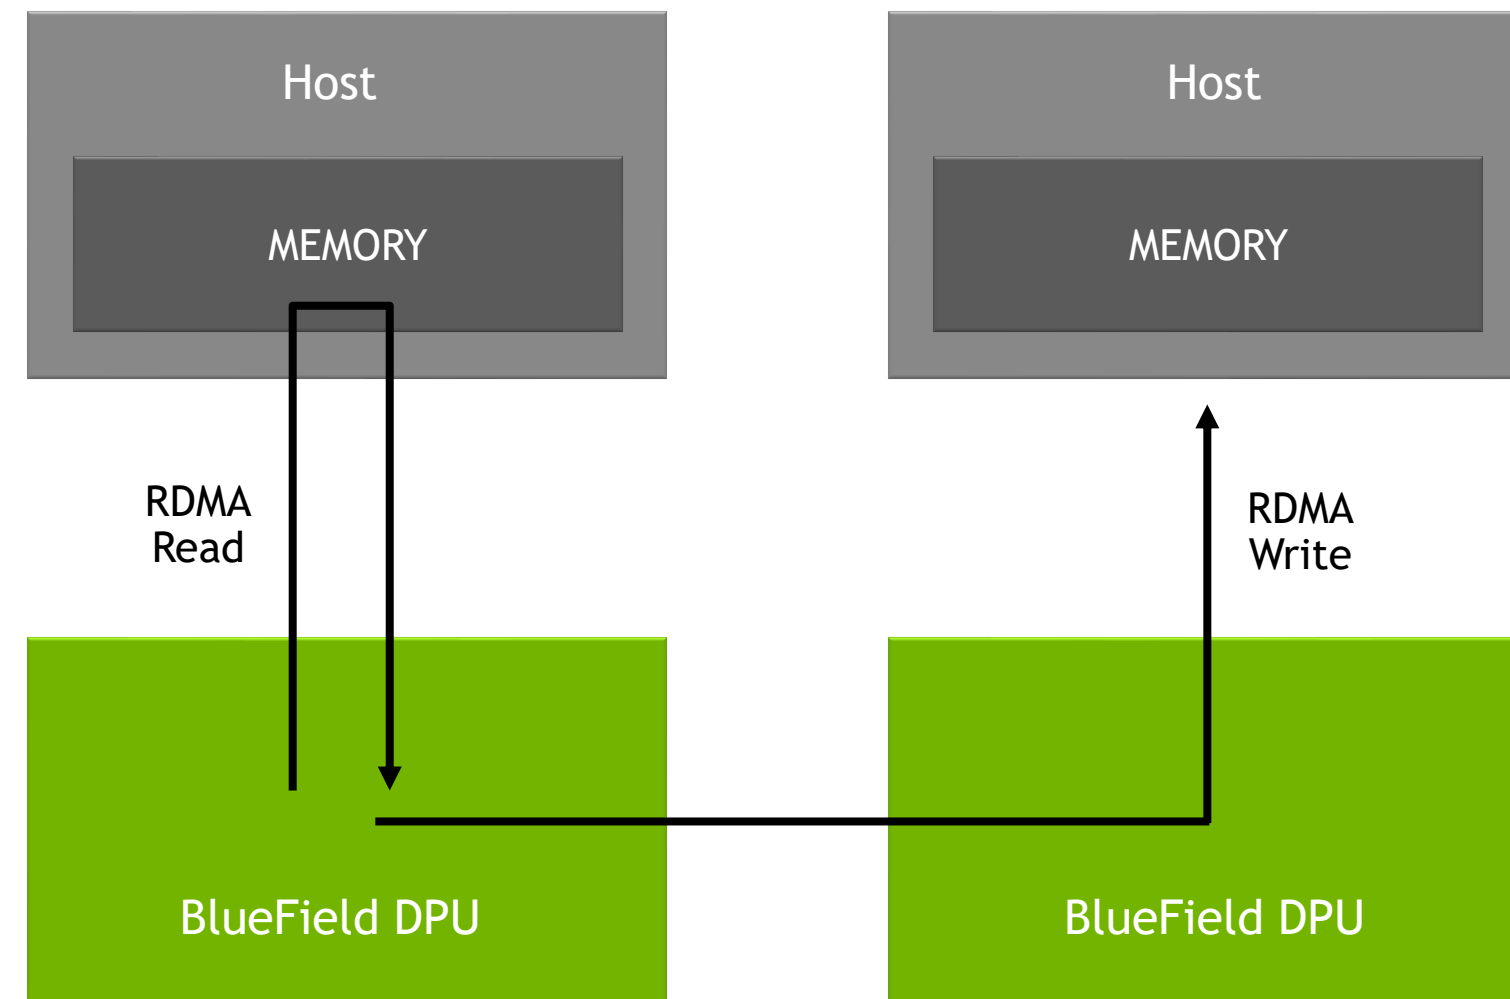 Host
MEMORY
RDMA
Read
BlueField DPU
Host
MEMORY
RDMA
Write
BlueField DPU